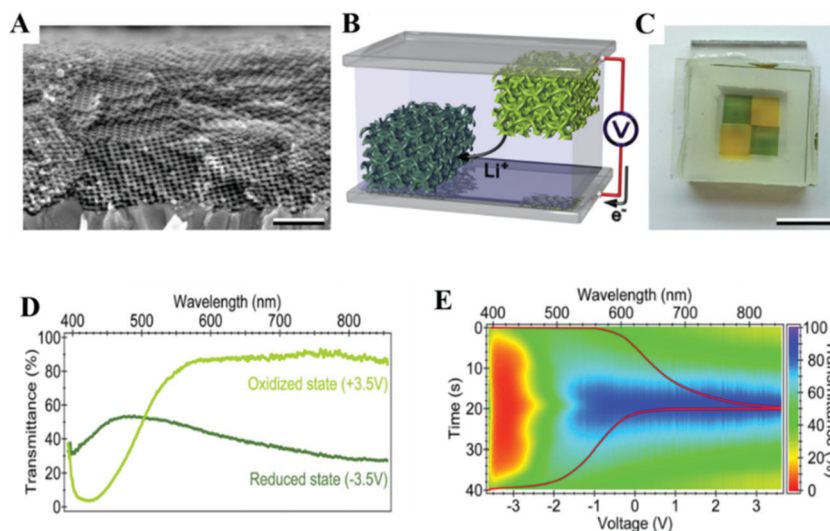 A
B
V
Li⁺
e⁻
C
D
Wavelength (nm)
400 500 600 700 800
Transmittance (%)
100
80
60
40
20
0
Oxidized state (+3.5V)
Reduced state (-3.5V)
E
Wavelength (nm)
400 500 600 700 800
Time (s)
0
10
20
30
40
100
80
60
40
20
0
-3 -2 -1 0 1 2 3
Voltage (V)